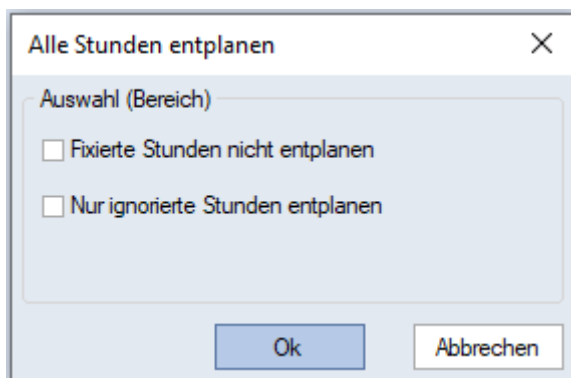 Alle Stunden entplanen
Auswahl (Bereich)
Fixierte Stunden nicht entplanen
Nur ignorierte Stunden entplanen
Ok
Abbrechen